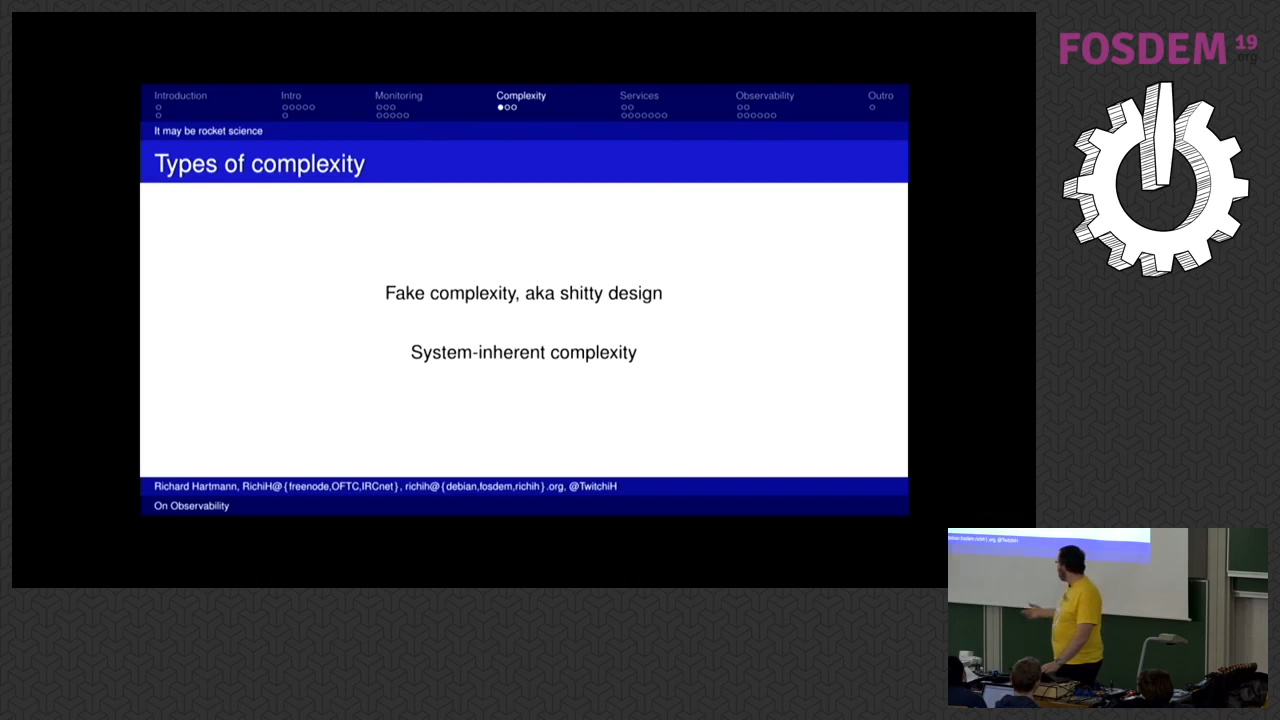 FOSDEM 19
.org
Introduction Intro Monitoring Complexity Services Observability Outro
It may be rocket science
Types of complexity
Fake complexity, aka shitty design
System-inherent complexity
Richard Hartmann, RichiH@{freenode,OFTC,IRCnet}, richih@{debian,fosdem,richih}.org, @TwitchiH
On Observability
.org, @TwitchiH